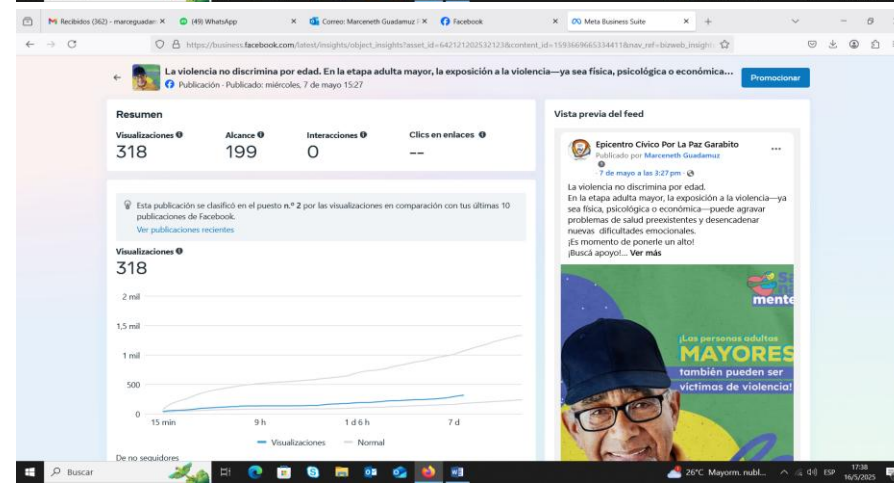 Recibidos (362) - marceguadan
(49) WhatsApp
Correo: Marceneth Guadamuz
Facebook
Meta Business Suite
https://business.facebook.com/latest/insights/object_insights?asset_id=642121202532123&content_id=1593669665334411&nav_ref=bizweb_insigh
La violencia no discrimina por edad. En la etapa adulta mayor, la exposición a la violencia—ya sea física, psicológica o económica...
Publicación · Publicado: miércoles, 7 de mayo 15:27
Promocionar
Resumen
Visualizaciones Alcance Interacciones Clics en enlaces
318 199 0 --
Esta publicación se clasificó en el puesto n.º 2 por las visualizaciones en comparación con tus últimas 10
publicaciones de Facebook.
Ver publicaciones recientes
Visualizaciones
318
2 mil
1,5 mil
1 mil
500
0
15 min 9 h 1 d 6 h 7 d
Visualizaciones Normal
De no seguidores
Vista previa del feed
Epicentro Cívico Por La Paz Garabito
Publicado por Marceneth Guadamuz
· 7 de mayo a las 3:27 pm ·
La violencia no discrimina por edad.
En la etapa adulta mayor, la exposición a la violencia—ya
sea física, psicológica o económica—puede agravar
problemas de salud preexistentes y desencadenar
nuevas dificultades emocionales.
¡Es momento de ponerle un alto!
¡Buscá apoyo!... Ver más
mente
¡Las personas adultas
MAYORES
también pueden ser
víctimas de violencia!
Buscar
26°C Mayorm. nubl...
ESP
17:38
16/5/2025